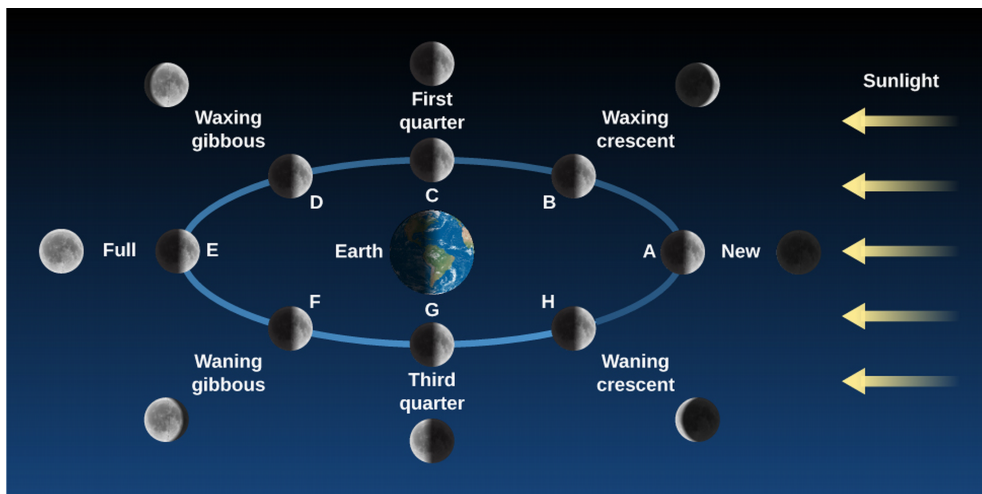 Sunlight
First
quarter
Waxing
gibbous
Waxing
crescent
D
C
B
Full
E
Earth
A
New
F
G
H
Waning
gibbous
Third
quarter
Waning
crescent